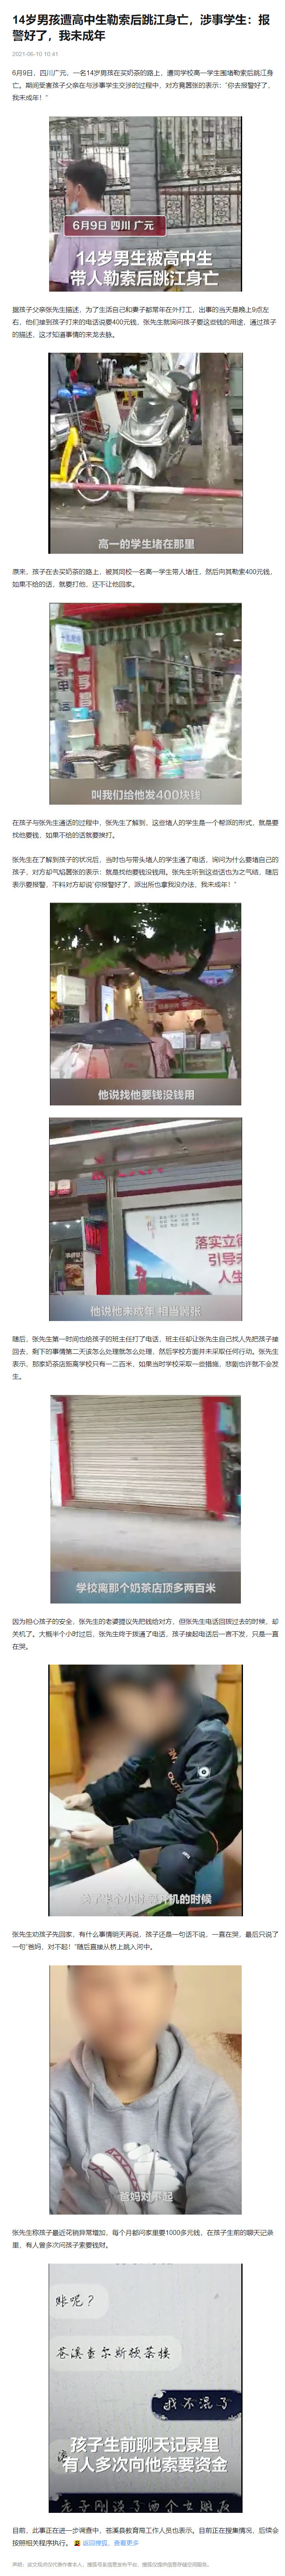 14岁男孩遭高中生勒索后跳江身亡，涉事学生：报
警好了，我未成年
2021-06-10 10:41
6月9日，四川广元，一名14岁男孩在买奶茶的路上，遭同学校高一学生围堵勒索后跳江身
亡。期间受害孩子父亲在与涉事学生交涉的过程中，对方竟嚣张的表示：“你去报警好了，
我未成年！”
6月9日 四川 广元
14岁男生被高中生
带人勒索后跳江身亡
据孩子父亲张先生描述，为了生活自己和妻子都常年在外打工，出事的当天是晚上9点左
右，他们接到孩子打来的电话说要400元钱，张先生就询问孩子要这些钱的用途，通过孩子
的描述，这才知道事情的来龙去脉。
高一的学生堵在那里
原来，孩子在去买奶茶的路上，被其同校一名高一学生带人堵住，然后向其勒索400元钱，
如果不给的话，就要打他，还不让他回家。
叫我们给他发400块钱
在孩子与张先生通话的过程中，张先生了解到，这些堵人的学生是一个帮派的形式，就是要
找他要钱，如果不给的话就要挨打。
张先生在了解到孩子的状况后，当时也与带头堵人的学生通了电话，询问为什么要堵自己的
孩子，对方却气焰嚣张的表示：就是找他要钱没钱用。张先生听到这些话也为之气结，随后
表示要报警，不料对方却说“你报警好了，派出所也拿我没办法，我未成年！”
他说找他要钱没钱用
落实立德
引导未
人生
他说他未成年 相当嚣张
随后，张先生第一时间也给孩子的班主任打了电话，班主任却让张先生自己找人先把孩子接
回去，剩下的事情第二天该怎么处理就怎么处理，然后学校方面并未采取任何行动。张先生
表示，那家奶茶店距离学校只有一二百米，如果当时学校采取一些措施，悲剧也许就不会发
生。
学校离那个奶茶店顶多两百米
因为担心孩子的安全，张先生的老婆提议先把钱给对方，但张先生电话回拨过去的时候，却
关机了。大概半个小时过后，张先生终于拨通了电话，孩子接起电话后一言不发，只是一直
在哭。
张先生劝孩子先回家，有什么事情明天再说，孩子还是一句话不说，一直在哭，最后只说了
一句“爸妈，对不起！”随后直接从桥上跳入河中。
爸妈对不起
张先生称孩子最近花销异常增加，每个月都问家里要1000多元钱，在孩子生前的聊天记录
里，有人曾多次问孩子索要钱财。
账呢？
苍溪查尔斯顿茶楼
我不混了
孩子生前聊天记录里
有人多次向他索要资金
目前，此事正在进一步调查中，苍溪县教育局工作人员也表示。目前正在搜集情况，后续会
按照相关程序执行。 返回搜狐，查看更多
声明：该文观点仅代表作者本人，搜狐号系信息发布平台，搜狐仅提供信息存储空间服务。